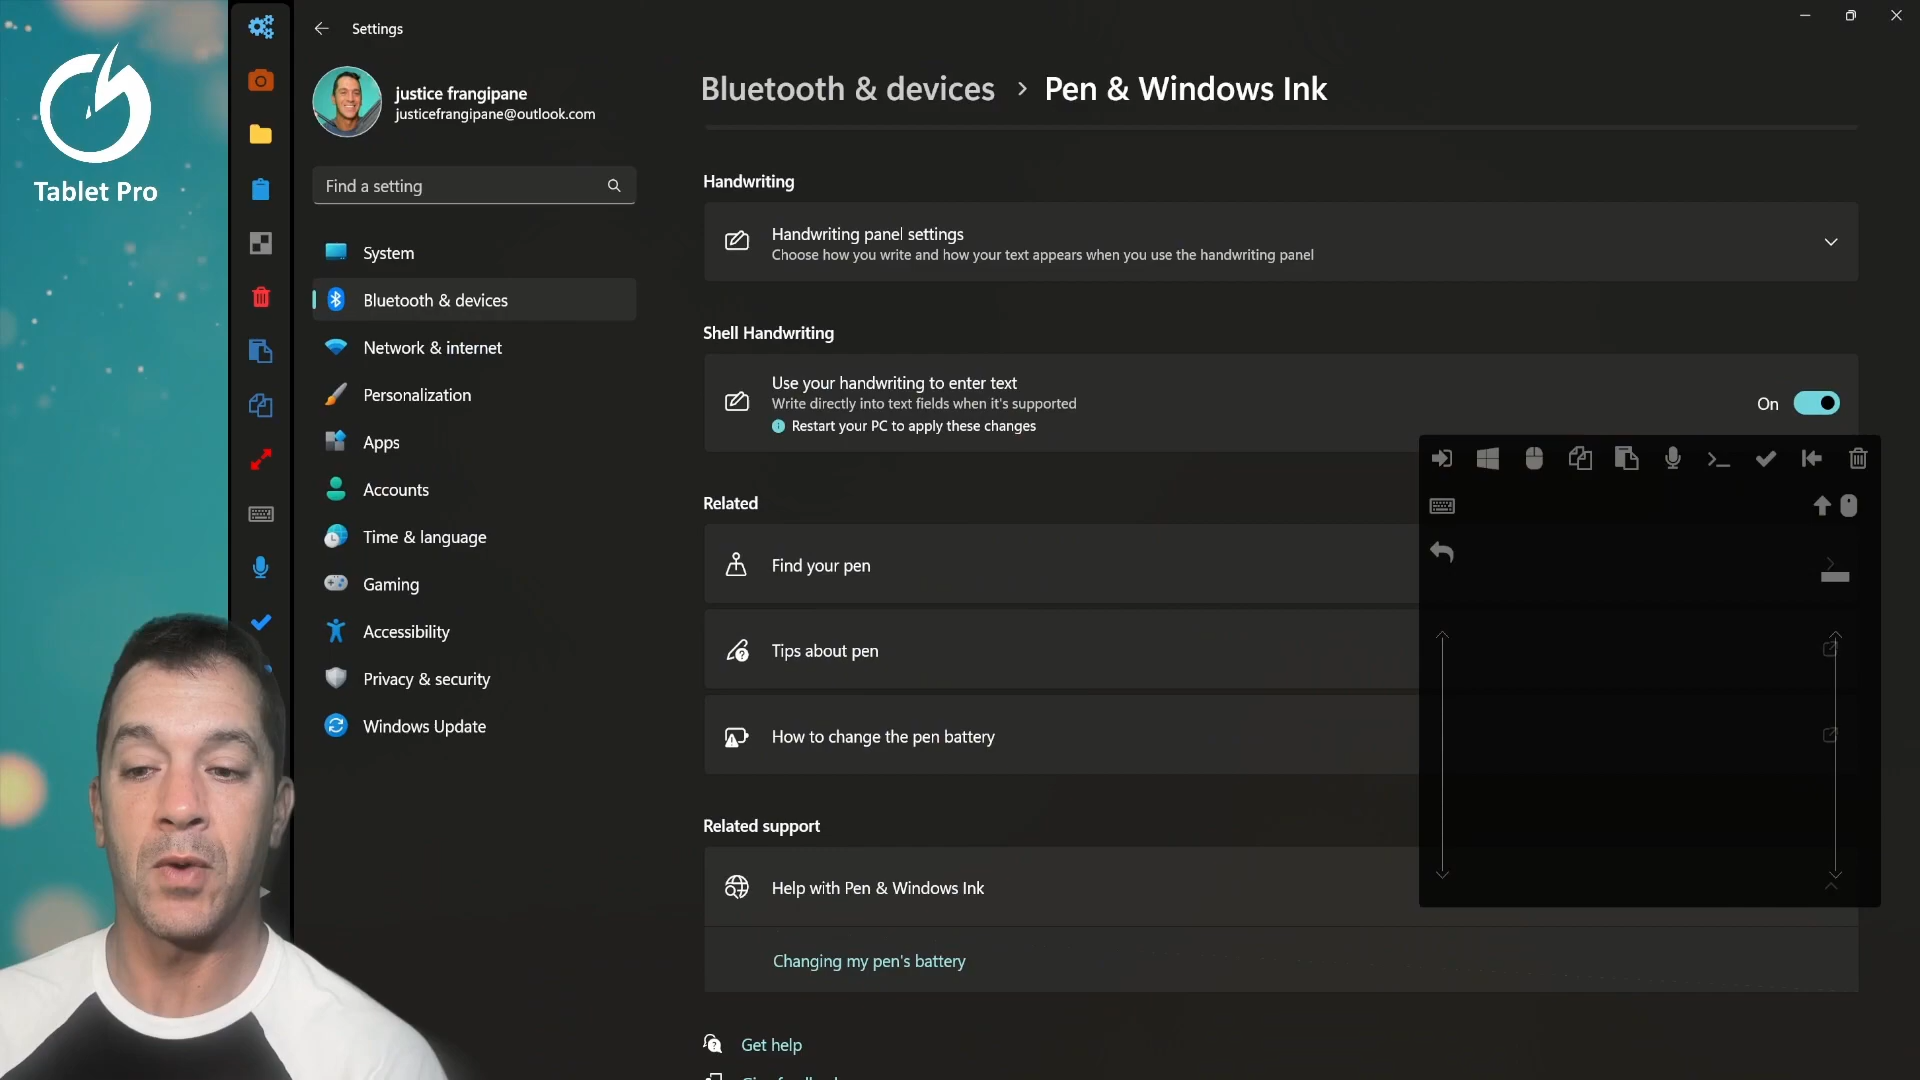 Settings
Tablet Pro
justice frangipane
justicefrangipane@outlook.com
Find a setting
System
Bluetooth & devices
Network & internet
Personalization
Apps
Accounts
Time & language
Gaming
Accessibility
Privacy & security
Windows Update
Bluetooth & devices > Pen & Windows Ink
Handwriting
Handwriting panel settings
Choose how you write and how your text appears when you use the handwriting panel
Shell Handwriting
Use your handwriting to enter text
Write directly into text fields when it's supported
Restart your PC to apply these changes
On
Related
Find your pen
Tips about pen
How to change the pen battery
Related support
Help with Pen & Windows Ink
Changing my pen's battery
Get help